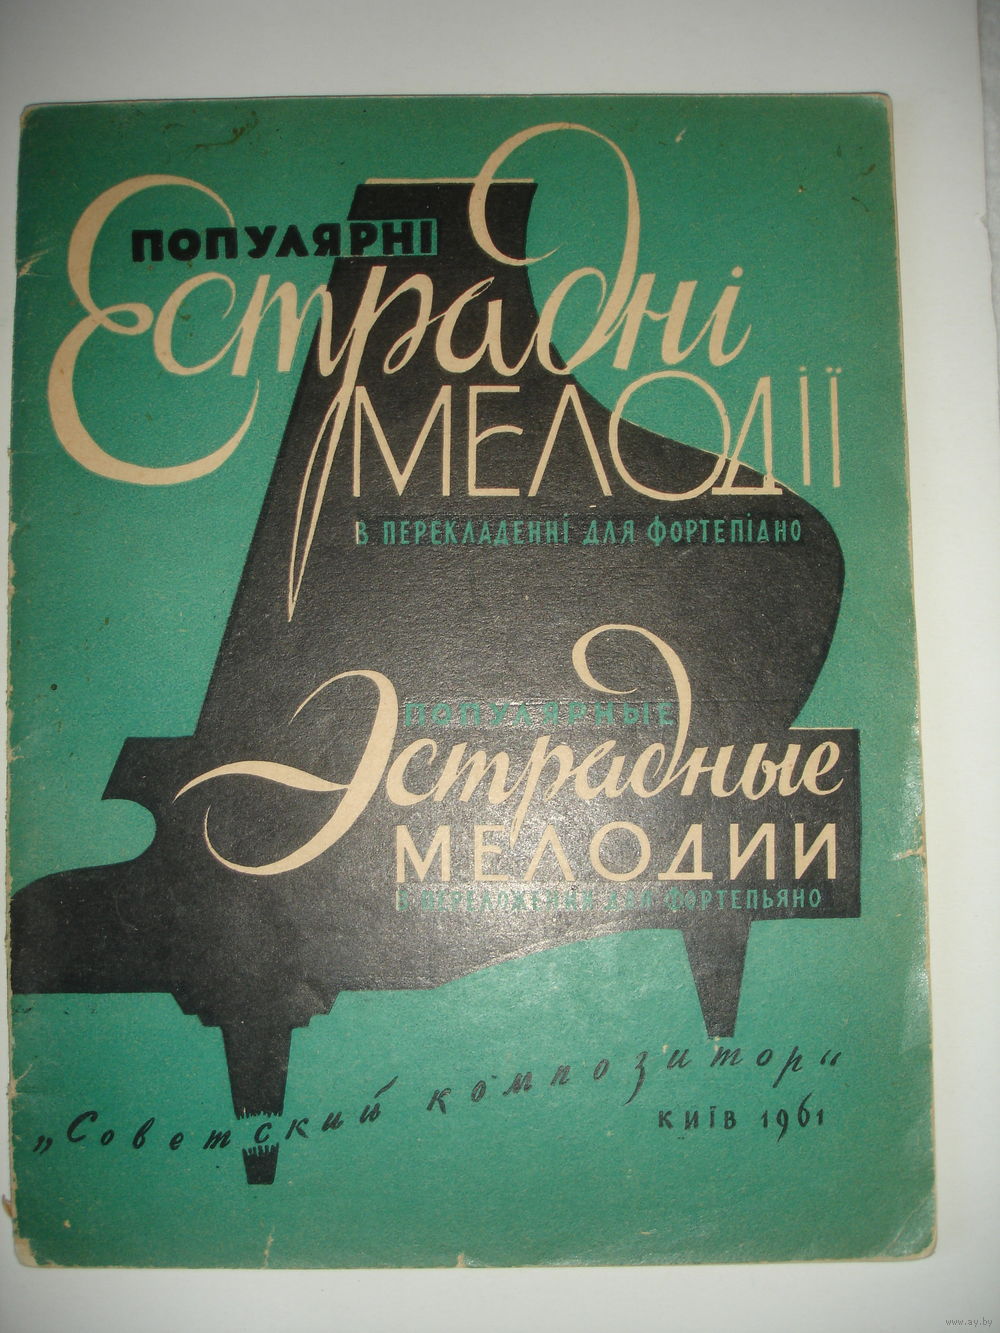 ПОПУЛЯРНІ
Естрадні
МЕЛОДІЇ
В ПЕРЕКЛАДЕННІ ДЛЯ ФОРТЕПІАНО
ПОПУЛЯРНЫЕ
Эстрадные
МЕЛОДИИ
В ПЕРЕЛОЖЕНИИ ДЛЯ ФОРТЕПЬЯНО
„Советский композитор“
КИЇВ 1961
www.ay.by